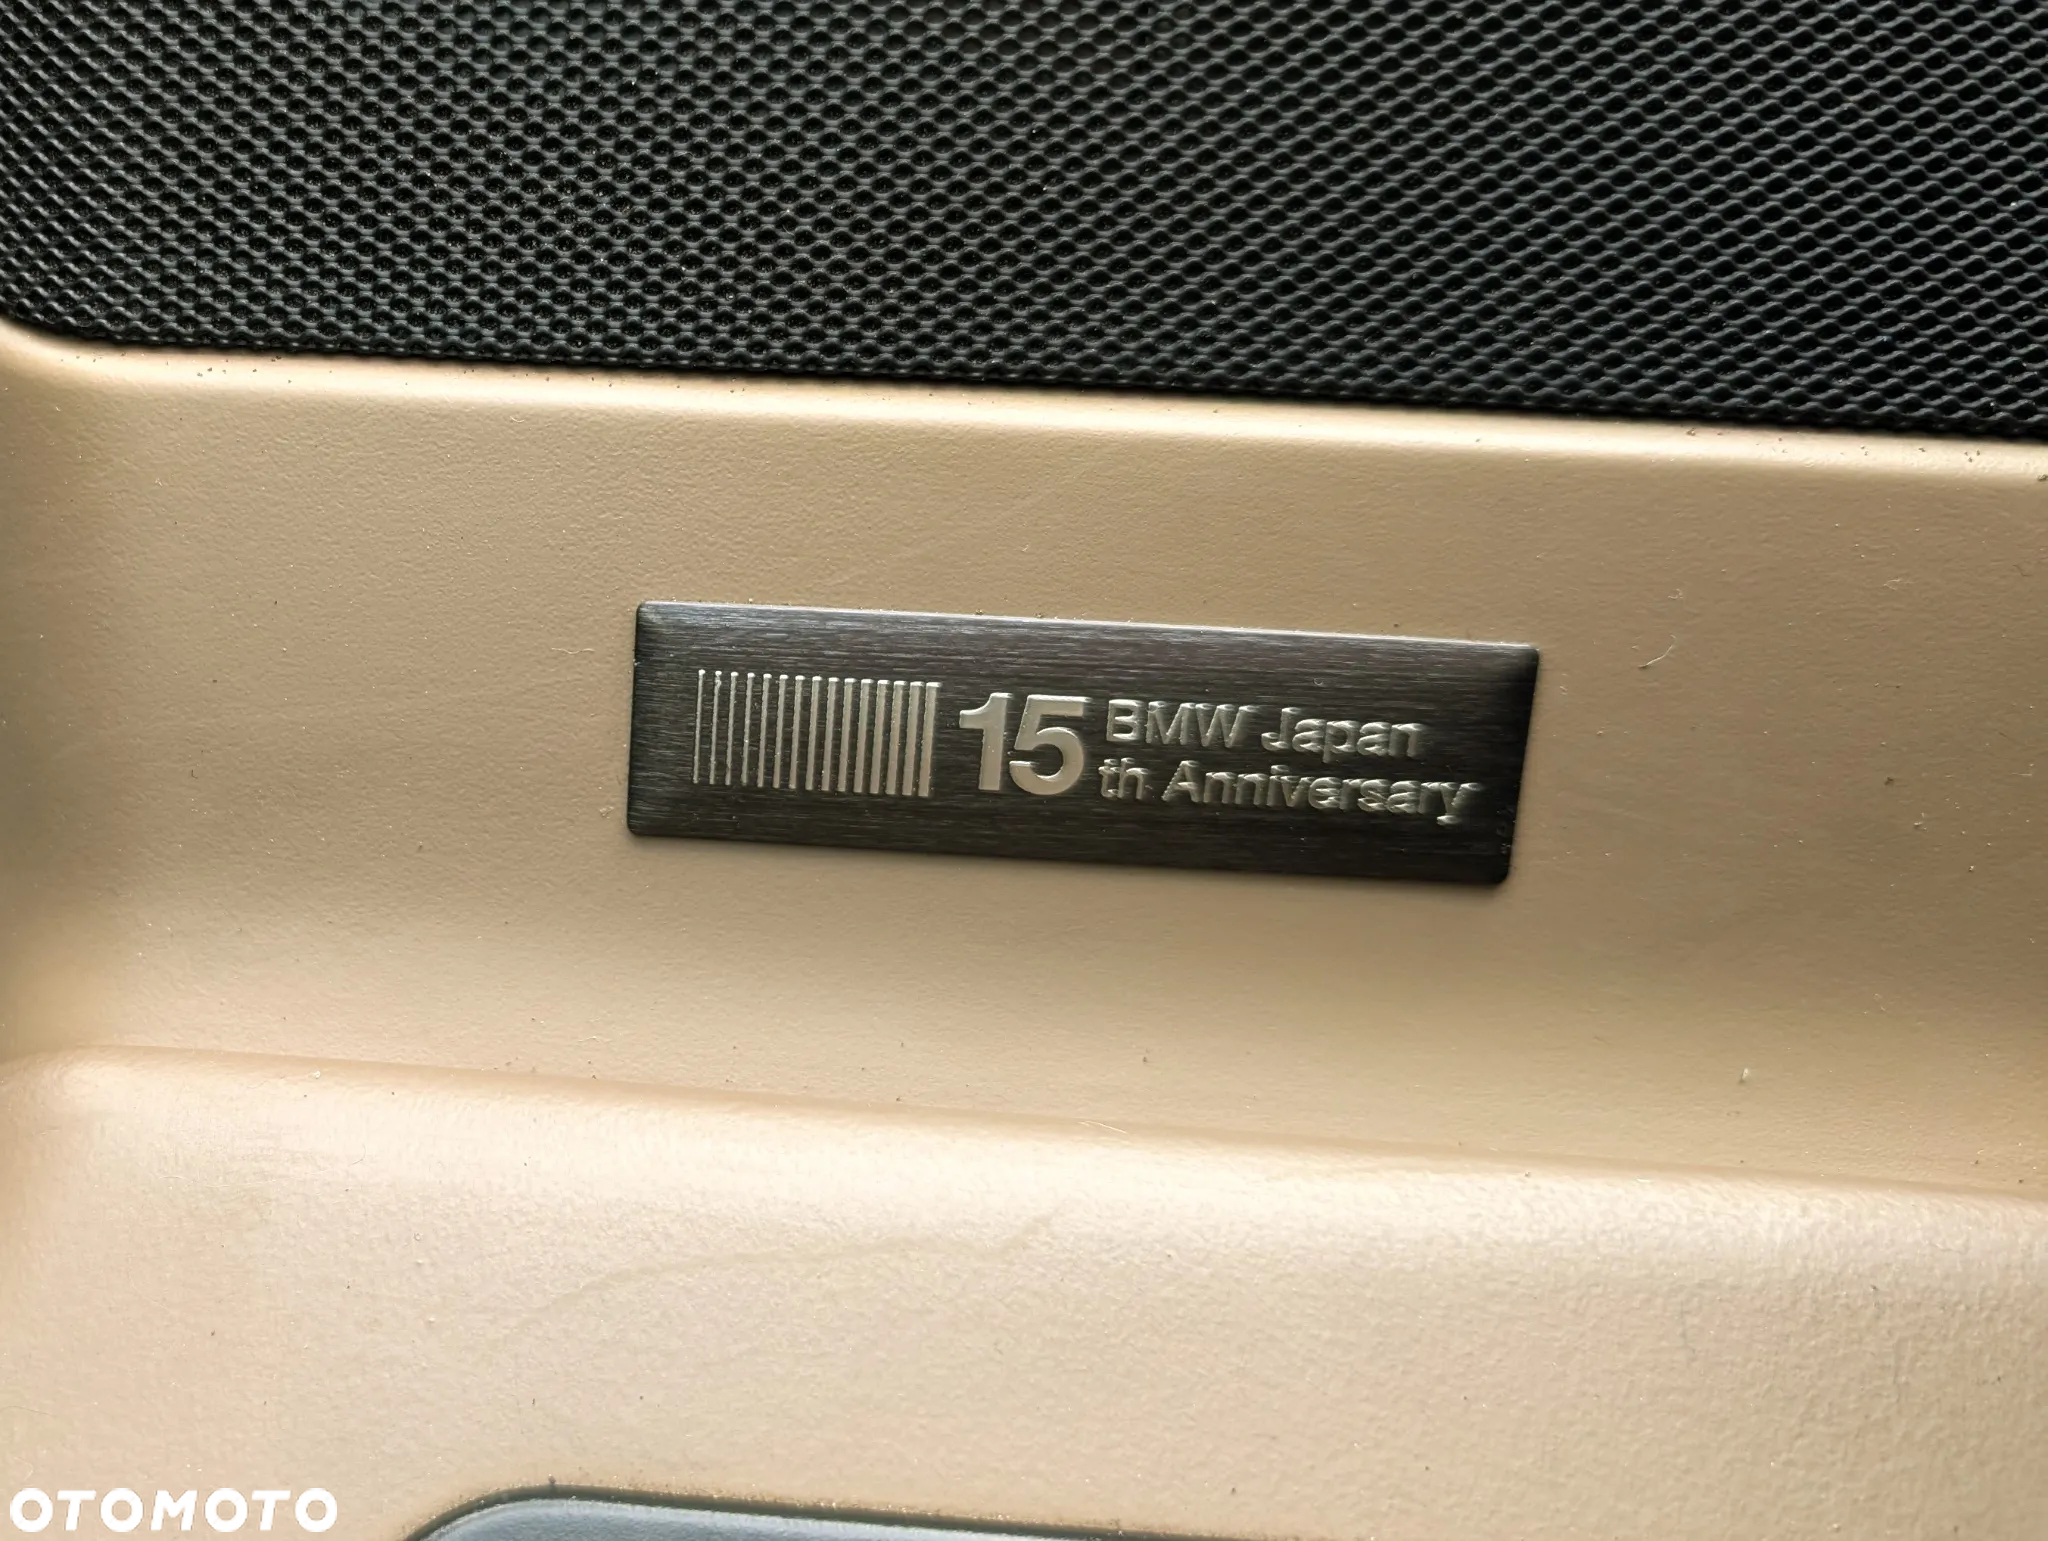 15 BMW Japan
th Anniversary
OTOMOTO